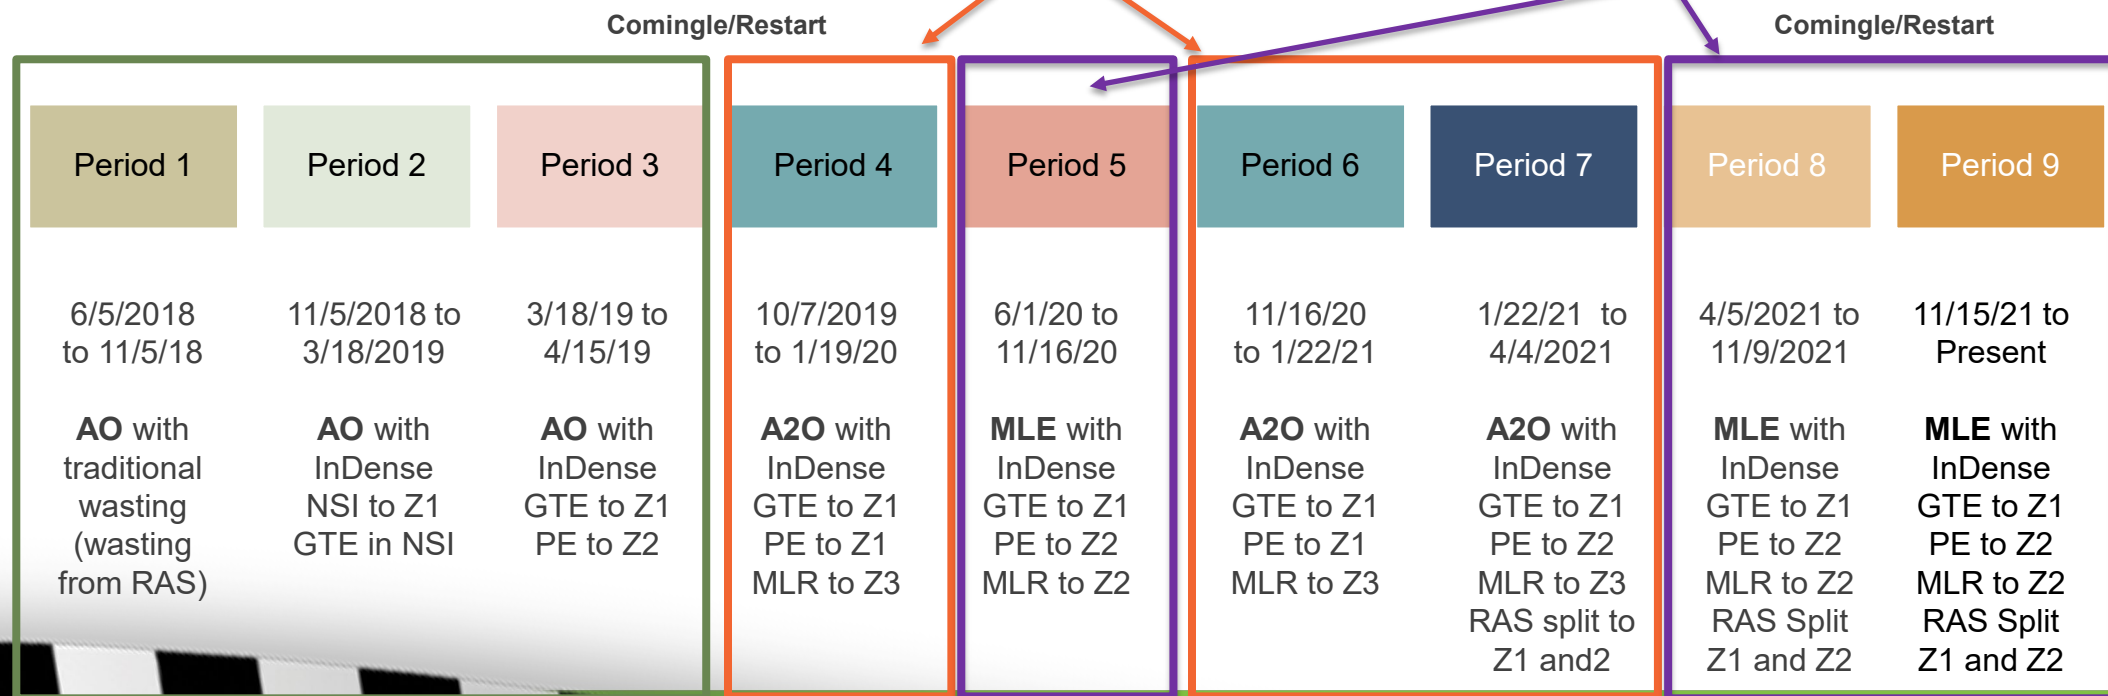 Comingle/Restart
Comingle/Restart
Period 1
Period 2
Period 3
Period 4
Period 5
Period 6
Period 7
Period 8
Period 9
6/5/2018
to 11/5/18
11/5/2018 to
3/18/2019
3/18/19 to
4/15/19
10/7/2019
to 1/19/20
6/1/20 to
11/16/20
11/16/20
to 1/22/21
1/22/21 to
4/4/2021
4/5/2021 to
11/9/2021
11/15/21 to
Present
AO with
traditional
wasting
(wasting
from RAS)
AO with
InDense
NSI to Z1
GTE in NSI
AO with
InDense
GTE to Z1
PE to Z2
A2O with
InDense
GTE to Z1
PE to Z1
MLR to Z3
MLE with
InDense
GTE to Z1
PE to Z2
MLR to Z2
A2O with
InDense
GTE to Z1
PE to Z1
MLR to Z3
A2O with
InDense
GTE to Z1
PE to Z2
MLR to Z3
RAS split to
Z1 and2
MLE with
InDense
GTE to Z1
PE to Z2
MLR to Z2
RAS Split
Z1 and Z2
MLE with
InDense
GTE to Z1
PE to Z2
MLR to Z2
RAS Split
Z1 and Z2